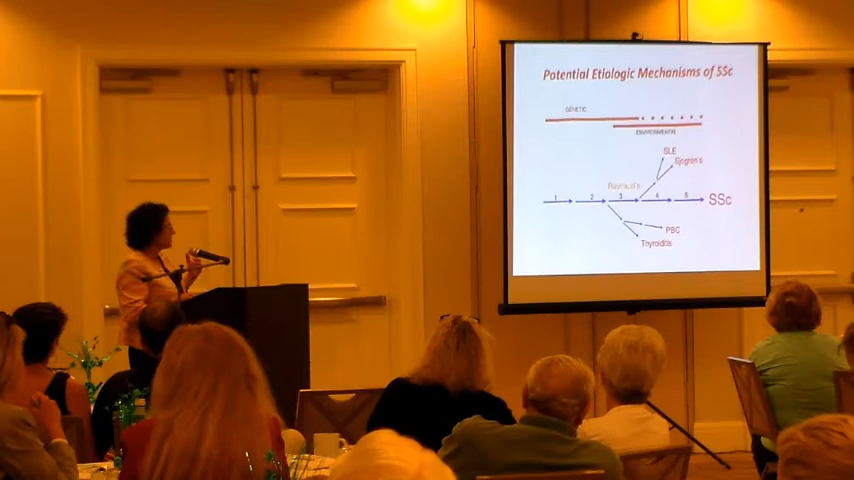 Potential Etiologic Mechanisms of SSc
GENETIC
ENVIRONMENTAL
SLE
Sjogren's
Raynaud's
1 2 3 4 5 SSc
PBC
Thyroiditis